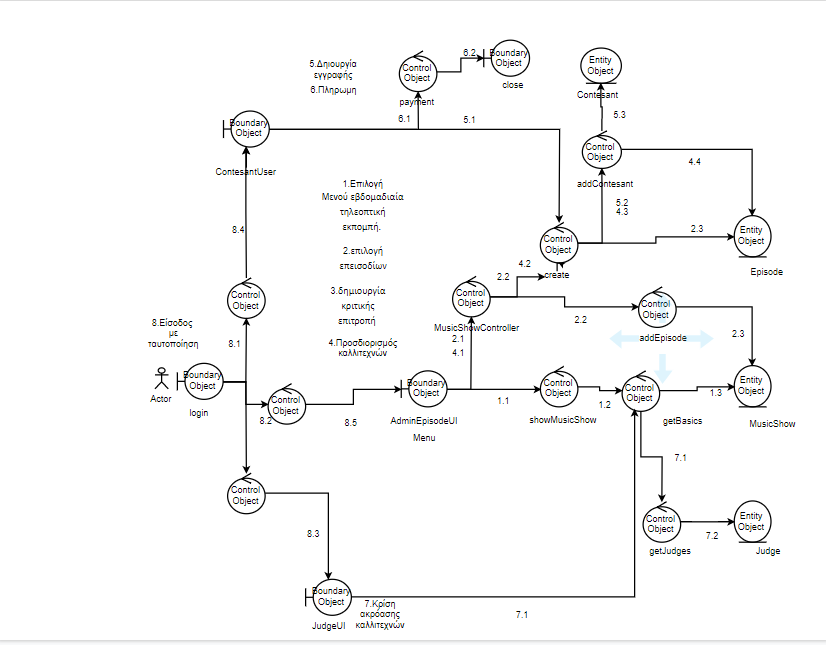 5.Δηιουργία
εγγραφής
6.Πληρωμη
Control
Object
payment
6.2
Boundary
Object
close
Entity
Object
Contesant
5.3
6.1
5.1
Boundary
Object
ContesantUser
Control
Object
addContesant
4.4
5.2
4.3
1.Επιλογή
Μενού εβδομαδιαία
τηλεοπτική
εκπομπή.
2.επιλογή
επεισοδίων
3.δημιουργία
κριτικής
επιτροπή
4.Προσδιορισμός
καλλιτεχνών
8.4
Control
Object
create
4.2
2.2
2.3
Entity
Object
Episode
Control
Object
8.1
Control
Object
MusicShowController
2.1
4.1
2.2
Control
Object
addEpisode
2.3
8.Είσοδος
με
ταυτοποίηση
Actor
Boundary
Object
login
8.2
Control
Object
8.5
Boundary
Object
AdminEpisodeUI
Menu
1.1
Control
Object
showMusicShow
1.2
Control
Object
getBasics
1.3
Entity
Object
MusicShow
7.1
Control
Object
8.3
Control
Object
getJudges
7.2
Entity
Object
Judge
Boundary
Object
JudgeUI
7.Κρίση
ακρόασης
καλλιτεχνών
7.1